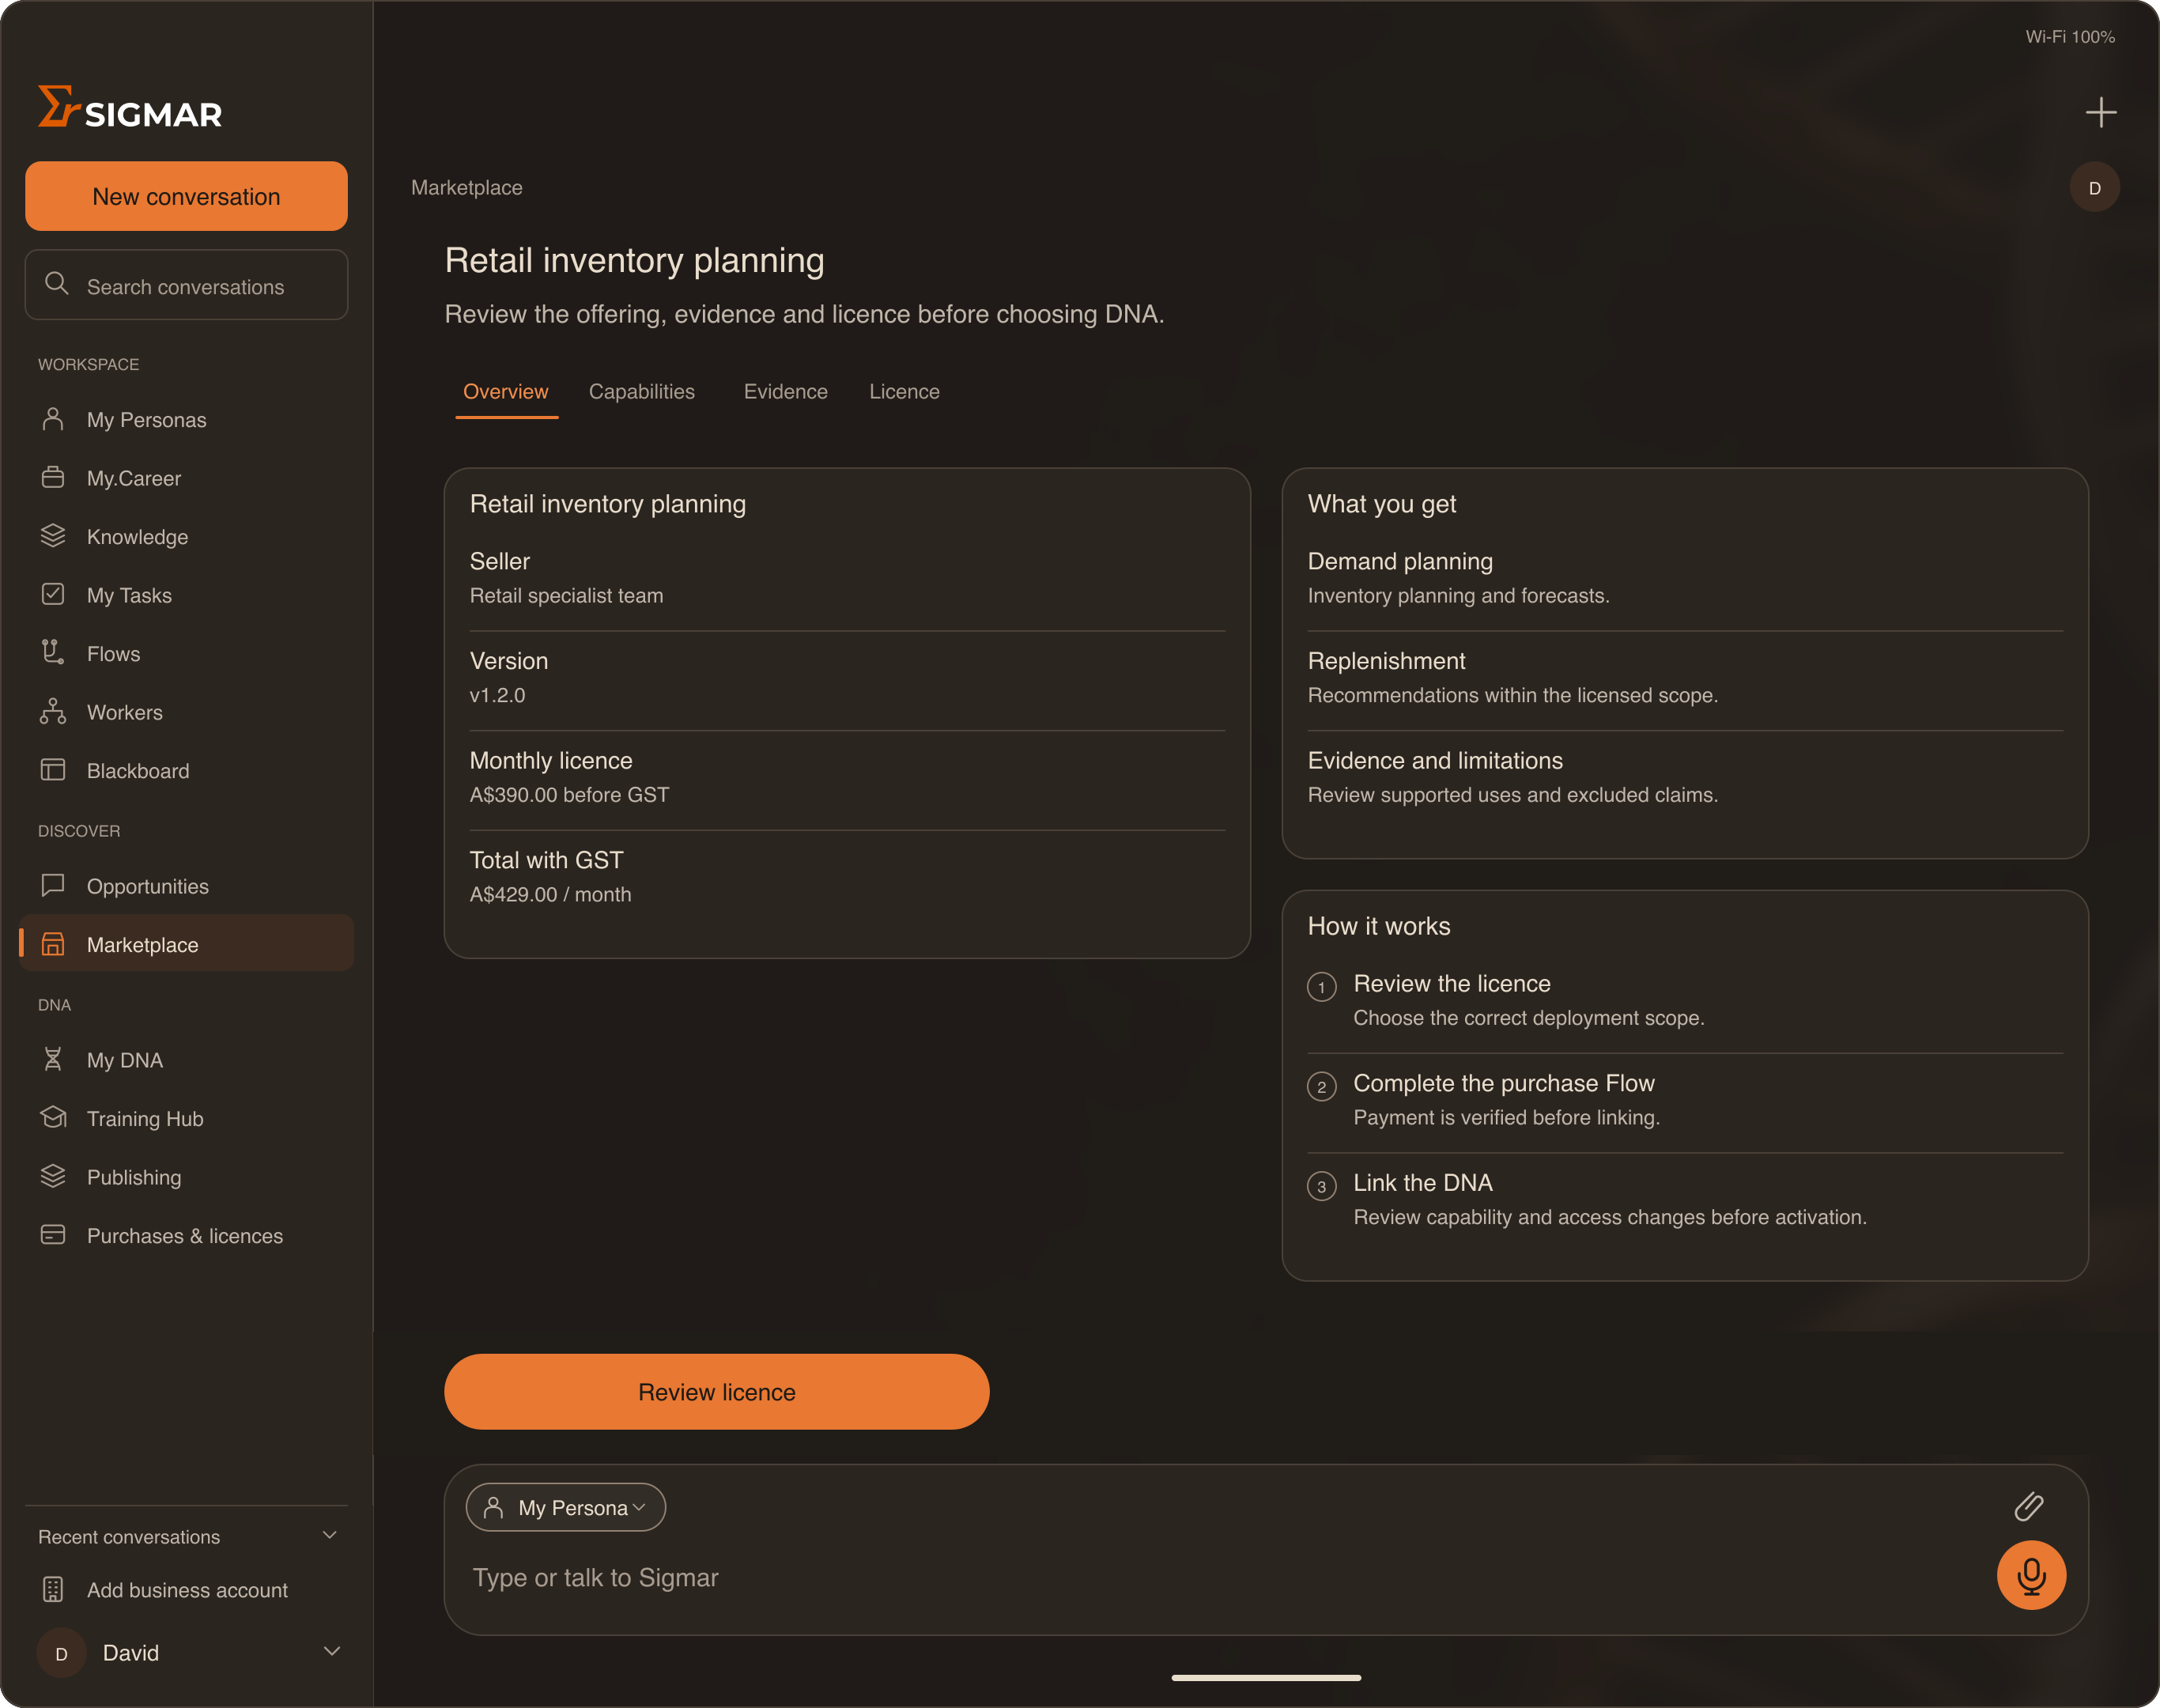 Wi-Fi 100%
Σr SIGMAR
New conversation
Search conversations
WORKSPACE
My Personas
My.Career
Knowledge
My Tasks
Flows
Workers
Blackboard
DISCOVER
Opportunities
Marketplace
DNA
My DNA
Training Hub
Publishing
Purchases & licences
Recent conversations
Add business account
D
David
Marketplace
D
Retail inventory planning
Review the offering, evidence and licence before choosing DNA.
Overview
Capabilities
Evidence
Licence
Retail inventory planning
Seller
Retail specialist team
Version
v1.2.0
Monthly licence
A$390.00 before GST
Total with GST
A$429.00 / month
What you get
Demand planning
Inventory planning and forecasts.
Replenishment
Recommendations within the licensed scope.
Evidence and limitations
Review supported uses and excluded claims.
How it works
1 Review the licence
Choose the correct deployment scope.
2 Complete the purchase Flow
Payment is verified before linking.
3 Link the DNA
Review capability and access changes before activation.
Review licence
My Persona
Type or talk to Sigmar